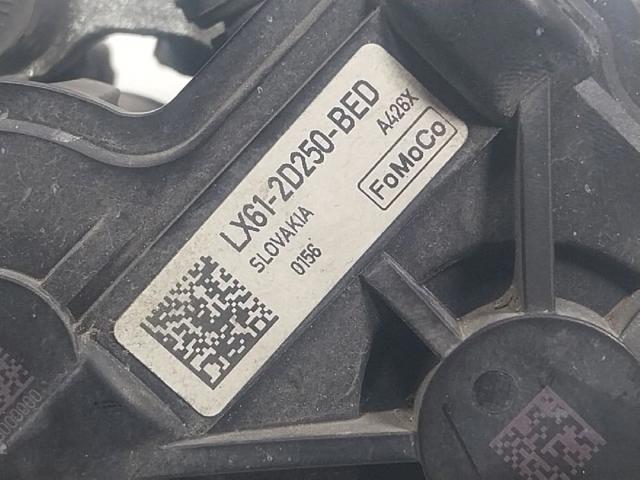 LX61-2D250-BED
SLOVAKIA
A426X
0156
FoMoCo